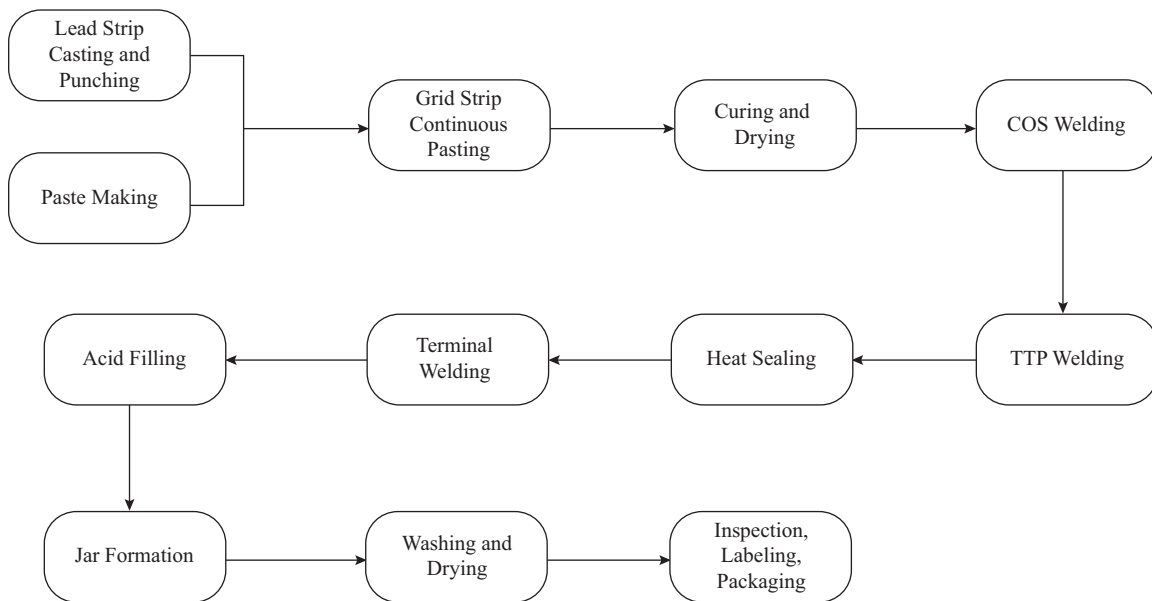 Lead Strip
Casting and
Punching
Paste Making
Grid Strip
Continuous
Pasting
Curing and
Drying
COS Welding
TTP Welding
Heat Sealing
Terminal
Welding
Acid Filling
Jar Formation
Washing and
Drying
Inspection,
Labeling,
Packaging